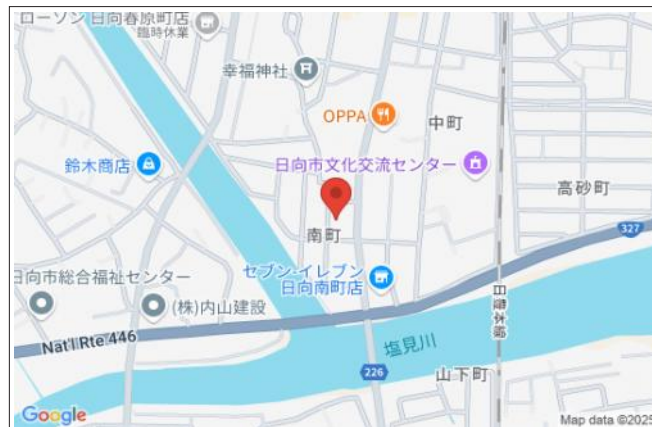 ローソン 日向春原町店
臨時休業
幸福神社
OPPA
中町
鈴木商店
日向市文化交流センター
高砂町
南町
327
セブン-イレブン
日向南町店
日向市総合福祉センター
(株)内山建設
日豊本線
Nat'l Rte 446
塩見川
226
山下町
Google
Map data ©2025